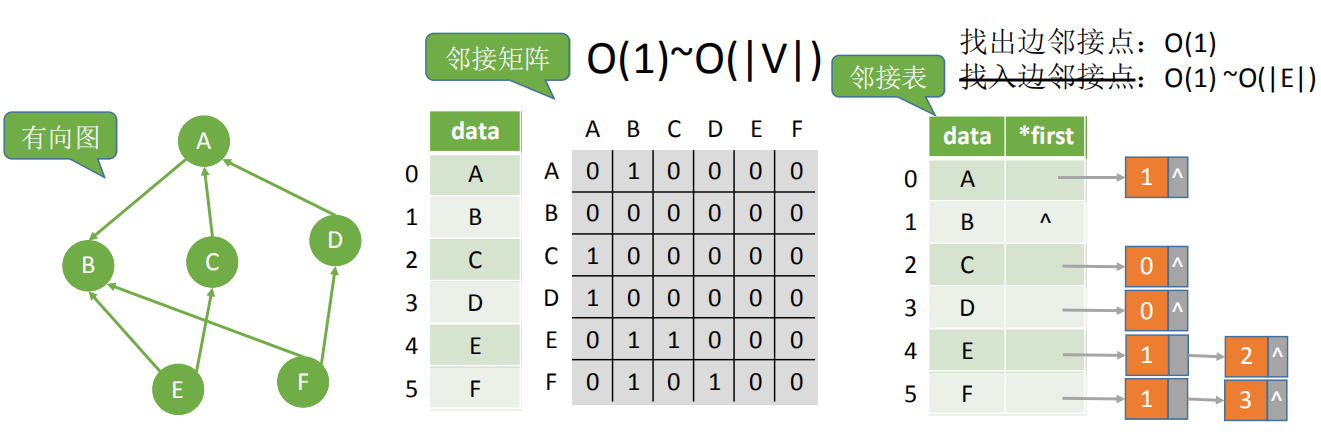 有向图
A
B
C
D
E
F
邻接矩阵
O(1)~O(|V|)
data
0 A
1 B
2 C
3 D
4 E
5 F
A B C D E F
A 0 1 0 0 0 0
B 0 0 0 0 0 0
C 1 0 0 0 0 0
D 1 0 0 0 0 0
E 0 1 1 0 0 0
F 0 1 0 1 0 0
邻接表
找出边邻接点：O(1)
找入边邻接点：O(1) ~O(|E|)
data *first
0 A 1 ^
1 B ^
2 C 0 ^
3 D 0 ^
4 E 1 2 ^
5 F 1 3 ^